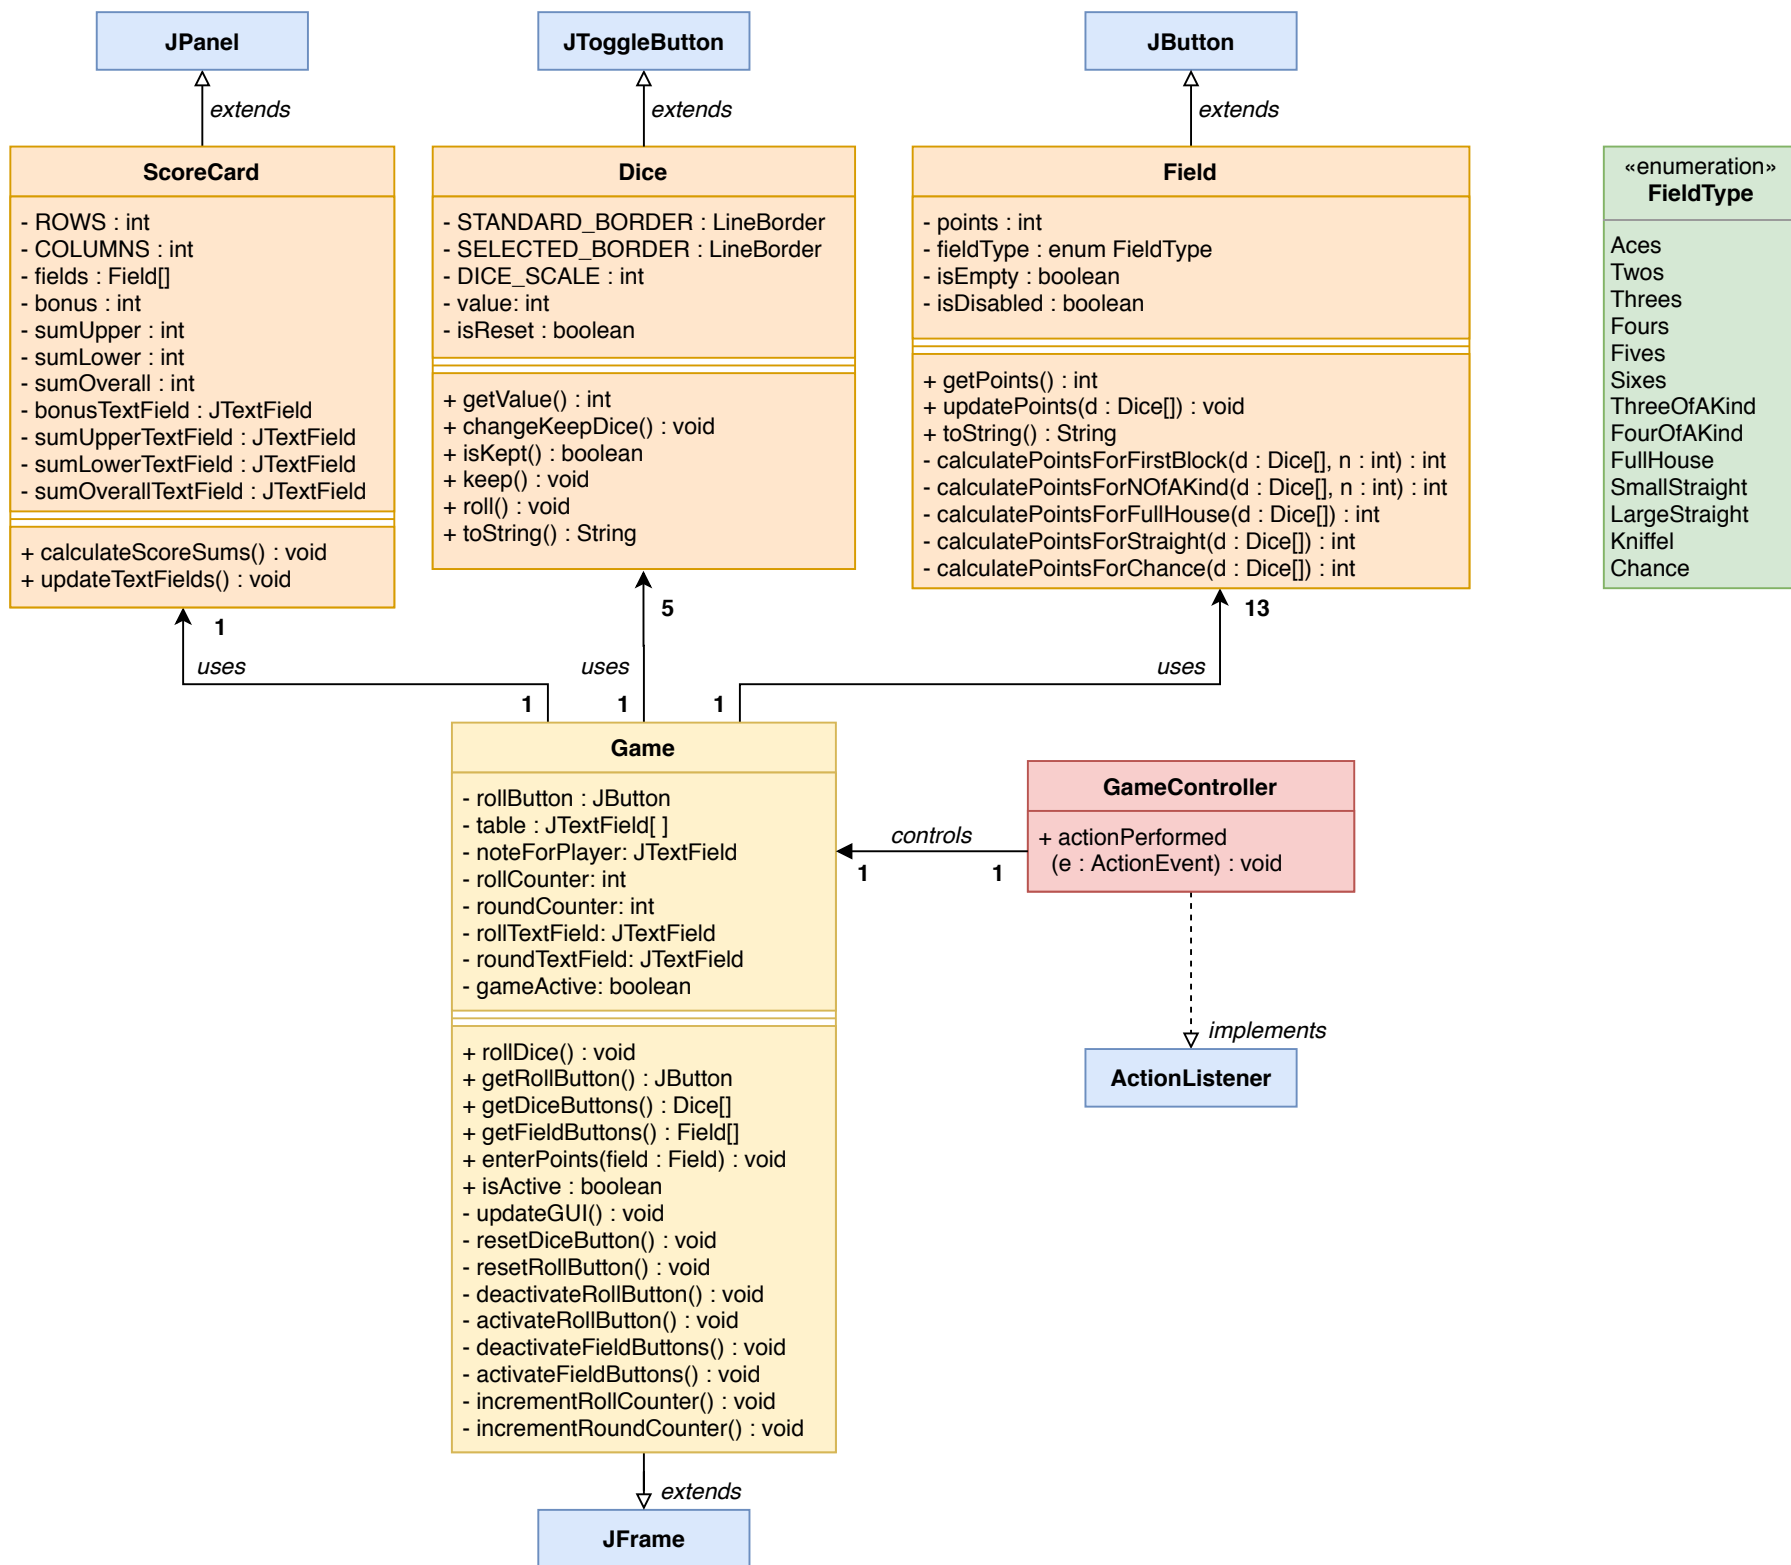 JPanel
JToggleButton
JButton
extends
extends
extends
ScoreCard
- ROWS : int
- COLUMNS : int
- fields : Field[]
- bonus : int
- sumUpper : int
- sumLower : int
- sumOverall : int
- bonusTextField : JTextField
- sumUpperTextField : JTextField
- sumLowerTextField : JTextField
- sumOverallTextField : JTextField
+ calculateScoreSums() : void
+ updateTextFields() : void
Dice
- STANDARD_BORDER : LineBorder
- SELECTED_BORDER : LineBorder
- DICE_SCALE : int
- value: int
- isReset : boolean
+ getValue() : int
+ changeKeepDice() : void
+ isKept() : boolean
+ keep() : void
+ roll() : void
+ toString() : String
Field
- points : int
- fieldType : enum FieldType
- isEmpty : boolean
- isDisabled : boolean
+ getPoints() : int
+ updatePoints(d : Dice[]) : void
+ toString() : String
- calculatePointsForFirstBlock(d : Dice[], n : int) : int
- calculatePointsForNOfAKind(d : Dice[], n : int) : int
- calculatePointsForFullHouse(d : Dice[]) : int
- calculatePointsForStraight(d : Dice[]) : int
- calculatePointsForChance(d : Dice[]) : int
«enumeration»
FieldType
Aces
Twos
Threes
Fours
Fives
Sixes
ThreeOfAKind
FourOfAKind
FullHouse
SmallStraight
LargeStraight
Kniffel
Chance
1
5
13
uses
uses
uses
1
1
1
Game
- rollButton : JButton
- table : JTextField[ ]
- noteForPlayer: JTextField
- rollCounter: int
- roundCounter: int
- rollTextField: JTextField
- roundTextField: JTextField
- gameActive: boolean
+ rollDice() : void
+ getRollButton() : JButton
+ getDiceButtons() : Dice[]
+ getFieldButtons() : Field[]
+ enterPoints(field : Field) : void
+ isActive : boolean
- updateGUI() : void
- resetDiceButton() : void
- resetRollButton() : void
- deactivateRollButton() : void
- activateRollButton() : void
- deactivateFieldButtons() : void
- activateFieldButtons() : void
- incrementRollCounter() : void
- incrementRoundCounter() : void
controls
1
1
GameController
+ actionPerformed
(e : ActionEvent) : void
implements
ActionListener
extends
JFrame